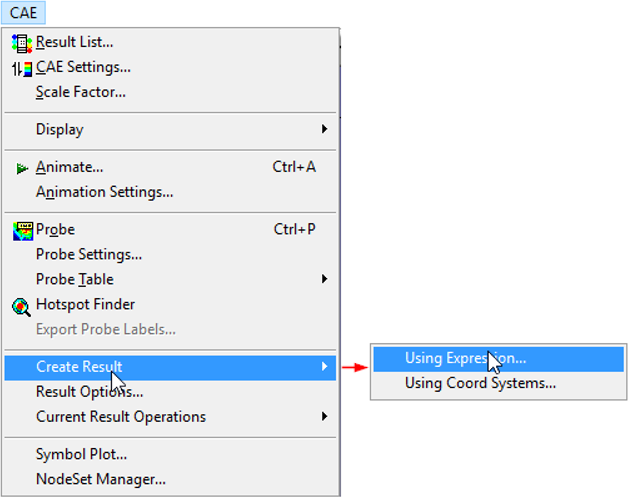 CAE
Result List...
CAE Settings...
Scale Factor...
Display
Animate... Ctrl+A
Animation Settings...
Probe Ctrl+P
Probe Settings...
Probe Table
Hotspot Finder
Export Probe Labels...
Create Result
Using Expression...
Result Options...
Using Coord Systems...
Current Result Operations
Symbol Plot...
NodeSet Manager...